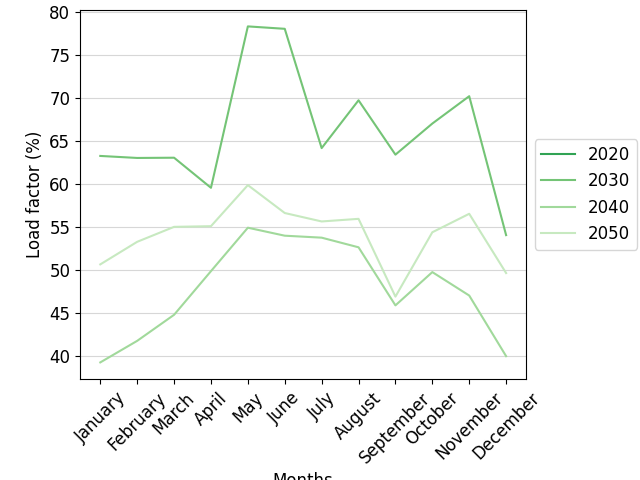 80
75
70
65
60
55
50
45
40
Load factor (%)
January
February
March
April
May
June
July
August
September
October
November
December
Months
2020
2030
2040
2050